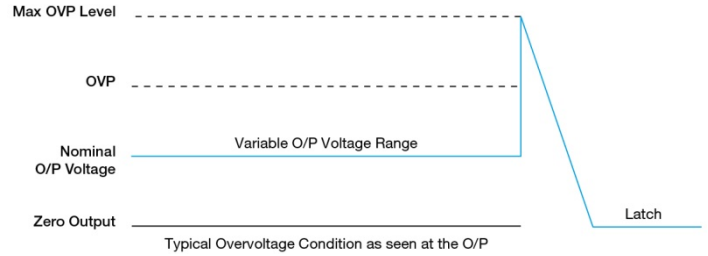 Max OVP Level
OVP
Variable O/P Voltage Range
Nominal
O/P Voltage
Zero Output
Latch
Typical Overvoltage Condition as seen at the O/P